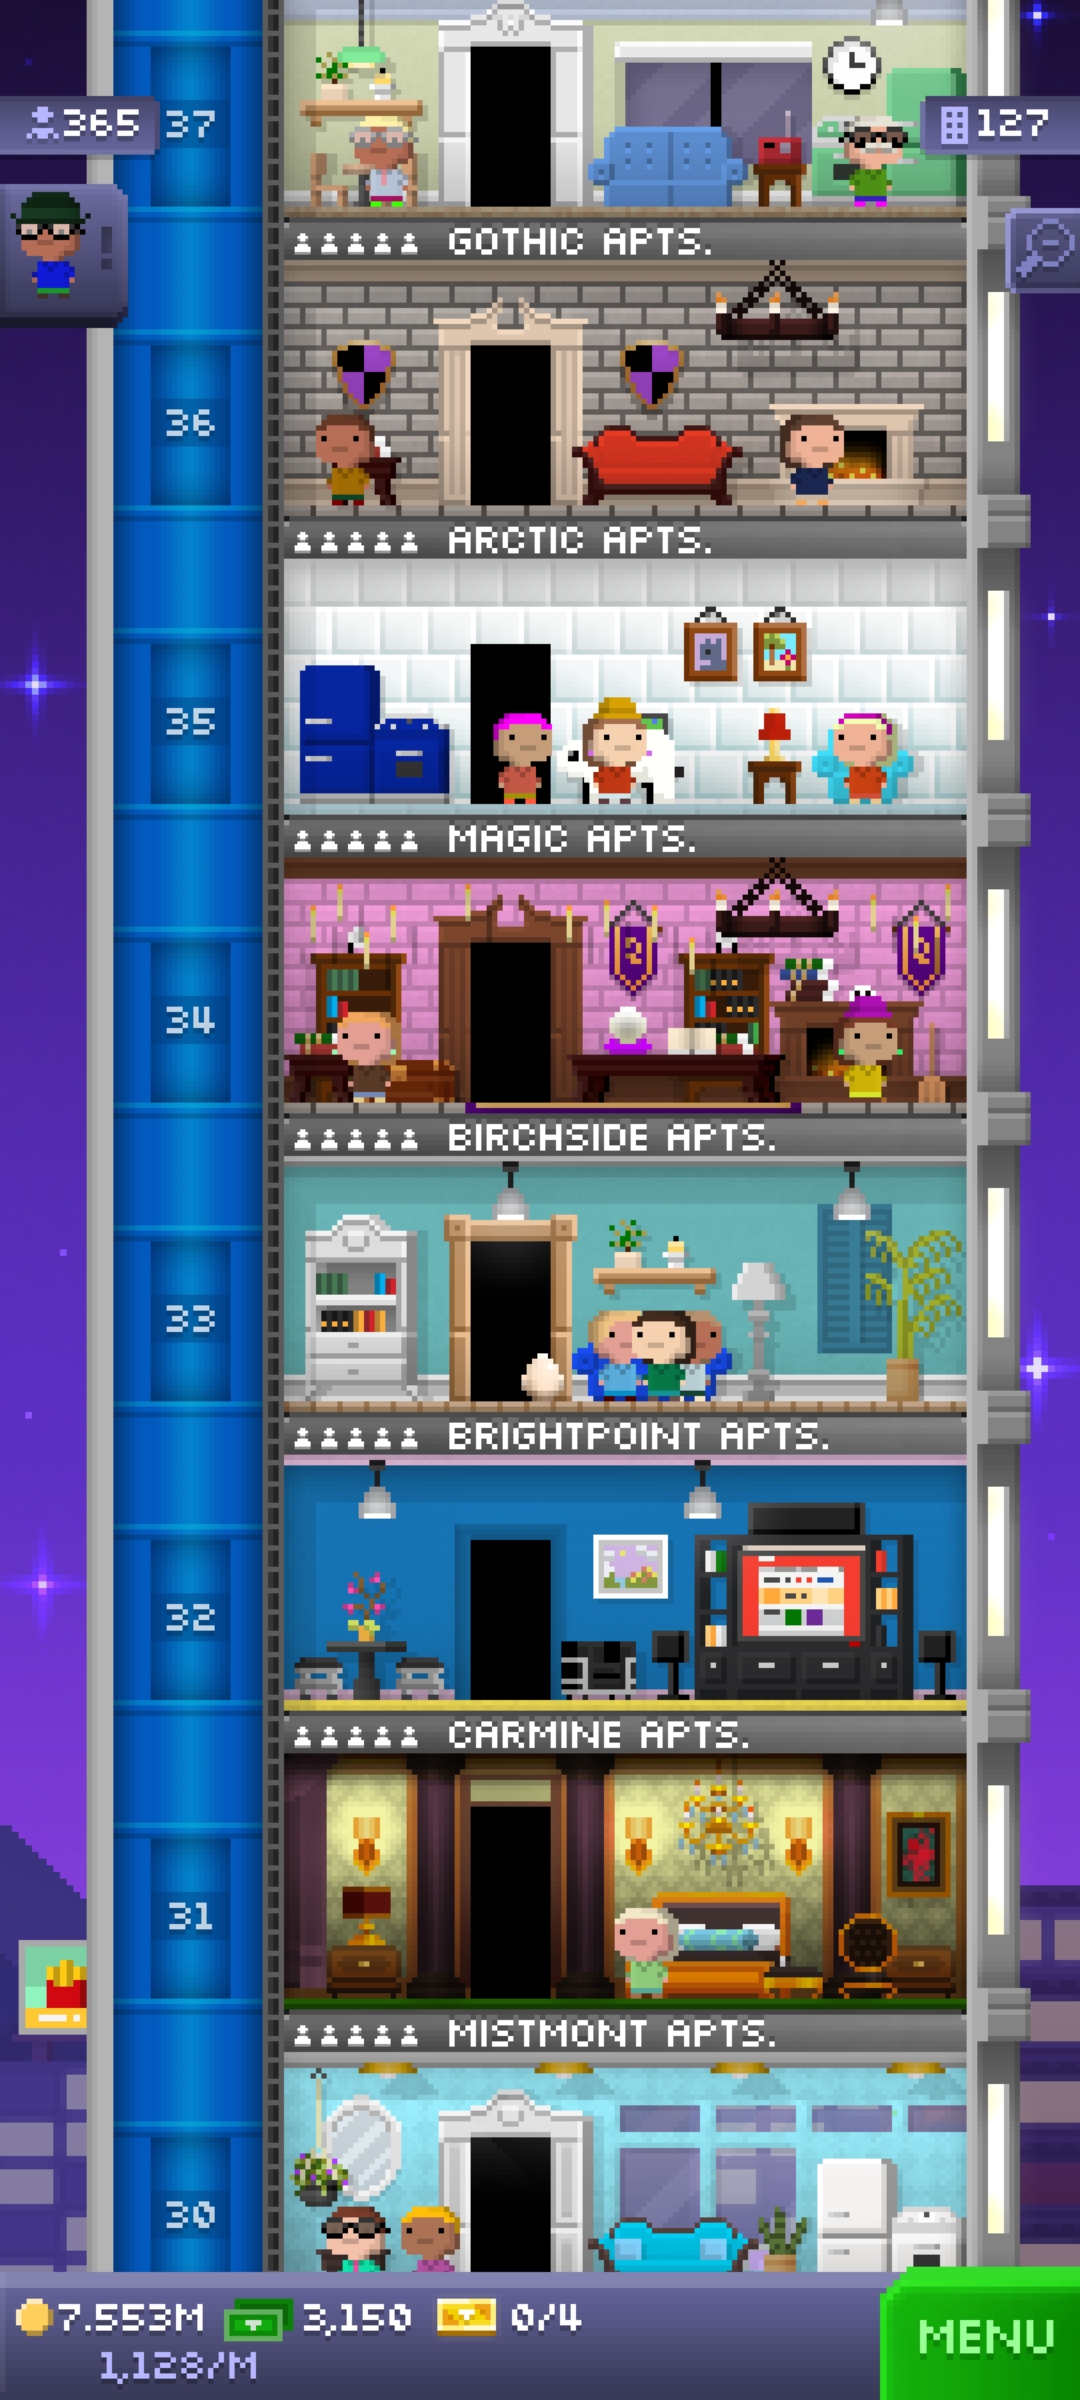 365
37
127
GOTHIC APTS.
36
ARCTIC APTS.
35
MAGIC APTS.
34
BIRCHSIDE APTS.
33
BRIGHTPOINT APTS.
32
CARMINE APTS.
31
MISTMONT APTS.
30
7.553M 3,150 0/4
1,128/M
MENU